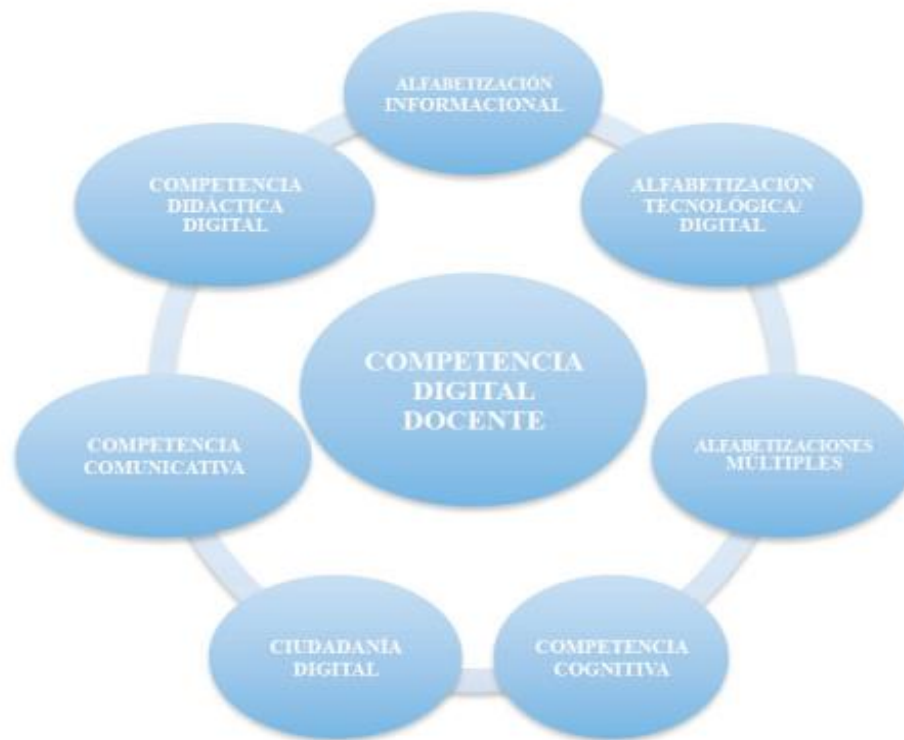 ALFABETIZACIÓN
INFORMACIONAL
COMPETENCIA
DIDÁCTICA
DIGITAL
ALFABETIZACIÓN
TECNOLÓGICA/
DIGITAL
COMPETENCIA
DIGITAL
DOCENTE
COMPETENCIA
COMUNICATIVA
ALFABETIZACIONES
MÚLTIPLES
CIUDADANÍA
DIGITAL
COMPETENCIA
COGNITIVA